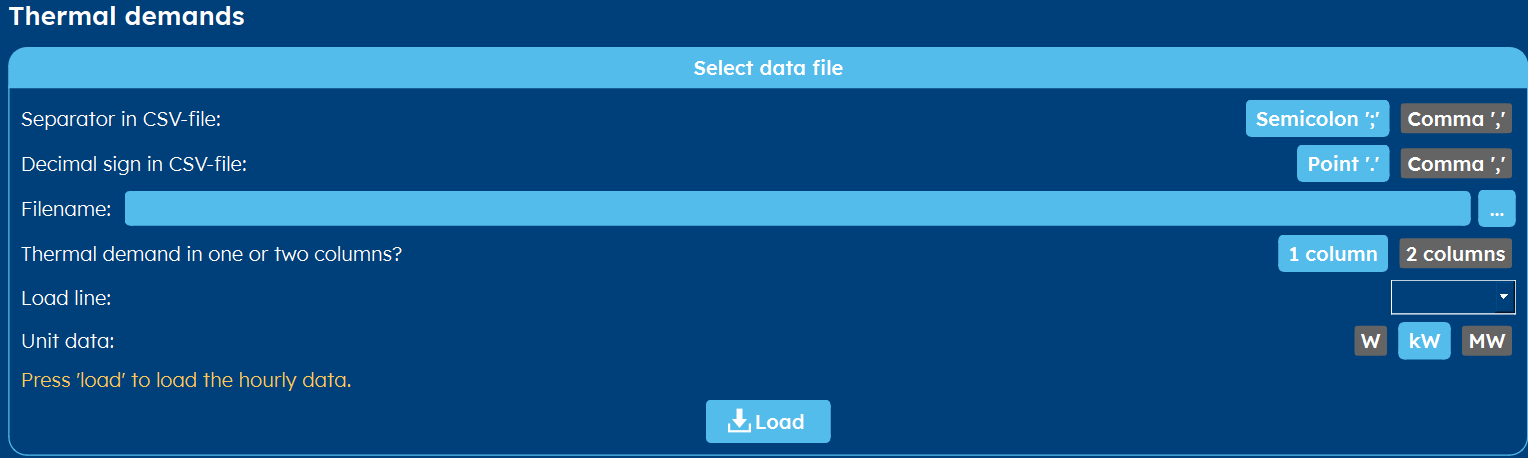 Thermal demands
Select data file
Separator in CSV-file: Semicolon ';' Comma ','
Decimal sign in CSV-file: Point '.' Comma ','
Filename: ...
Thermal demand in one or two columns? 1 column 2 columns
Load line:
Unit data: W kW MW
Press 'load' to load the hourly data.
Load